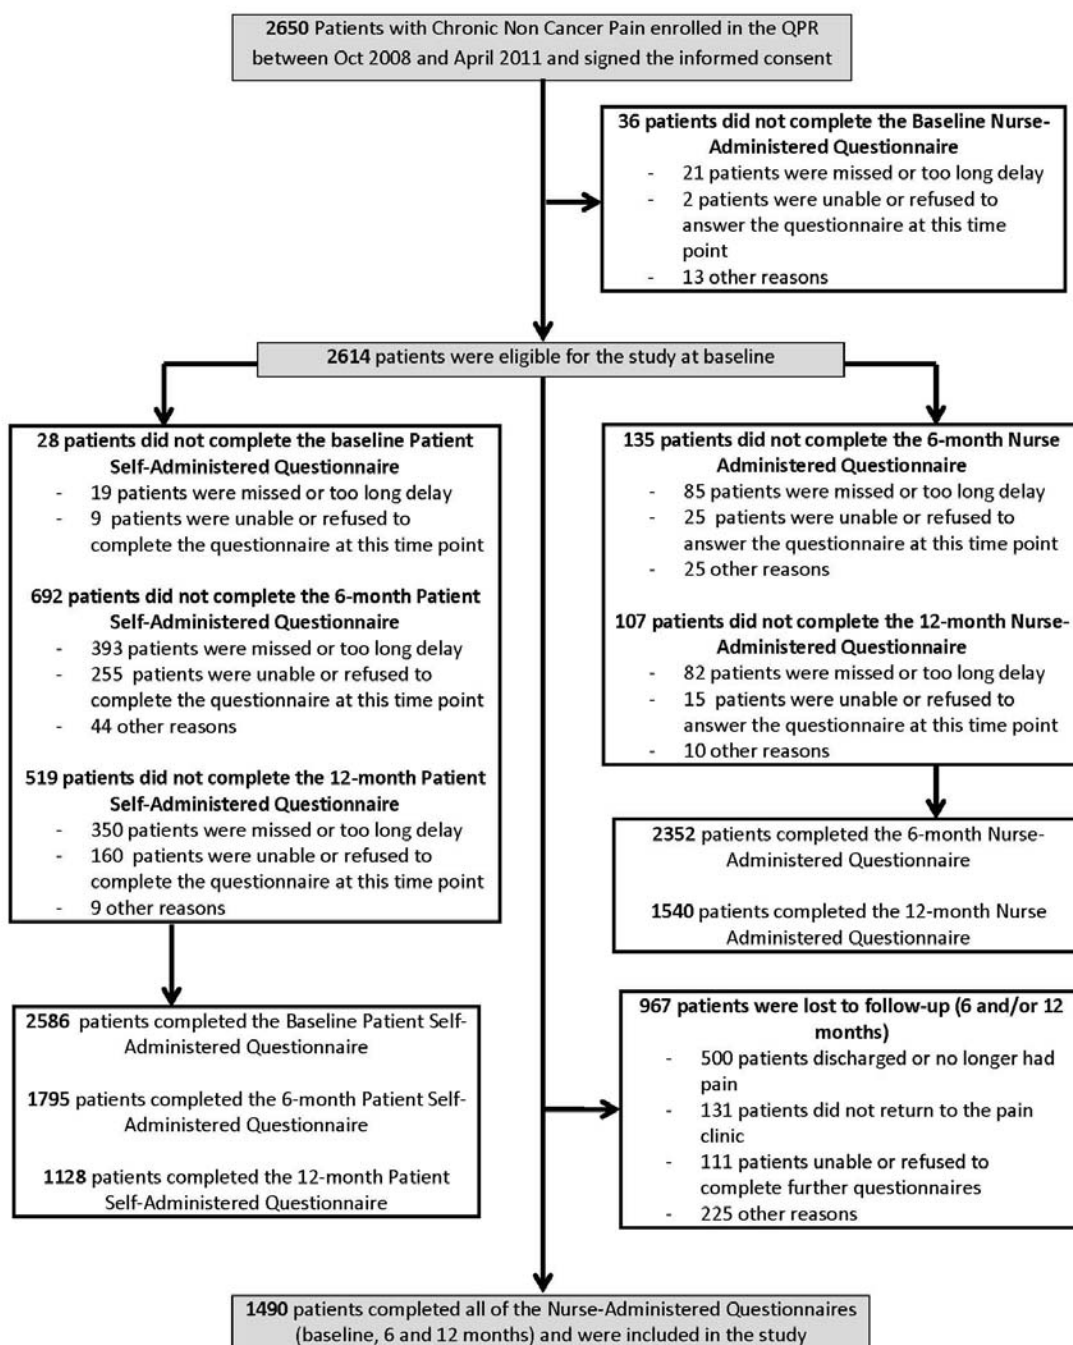 2650 Patients with Chronic Non Cancer Pain enrolled in the QPR
between Oct 2008 and April 2011 and signed the informed consent
36 patients did not complete the Baseline Nurse-
Administered Questionnaire
- 21 patients were missed or too long delay
- 2 patients were unable or refused to
answer the questionnaire at this time
point
- 13 other reasons
2614 patients were eligible for the study at baseline
28 patients did not complete the baseline Patient
Self-Administered Questionnaire
- 19 patients were missed or too long delay
- 9 patients were unable or refused to
complete the questionnaire at this time point
692 patients did not complete the 6-month Patient
Self-Administered Questionnaire
- 393 patients were missed or too long delay
- 255 patients were unable or refused to
complete the questionnaire at this time point
- 44 other reasons
519 patients did not complete the 12-month Patient
Self-Administered Questionnaire
- 350 patients were missed or too long delay
- 160 patients were unable or refused to
complete the questionnaire at this time point
- 9 other reasons
135 patients did not complete the 6-month Nurse
Administered Questionnaire
- 85 patients were missed or too long delay
- 25 patients were unable or refused to
answer the questionnaire at this time point
- 25 other reasons
107 patients did not complete the 12-month Nurse-
Administered Questionnaire
- 82 patients were missed or too long delay
- 15 patients were unable or refused to
answer the questionnaire at this time point
- 10 other reasons
2352 patients completed the 6-month Nurse-
Administered Questionnaire
1540 patients completed the 12-month Nurse
Administered Questionnaire
2586 patients completed the Baseline Patient Self-
Administered Questionnaire
1795 patients completed the 6-month Patient Self-
Administered Questionnaire
1128 patients completed the 12-month Patient
Self-Administered Questionnaire
967 patients were lost to follow-up (6 and/or 12
months)
- 500 patients discharged or no longer had
pain
- 131 patients did not return to the pain
clinic
- 111 patients unable or refused to
complete further questionnaires
- 225 other reasons
1490 patients completed all of the Nurse-Administered Questionnaires
(baseline, 6 and 12 months) and were included in the study